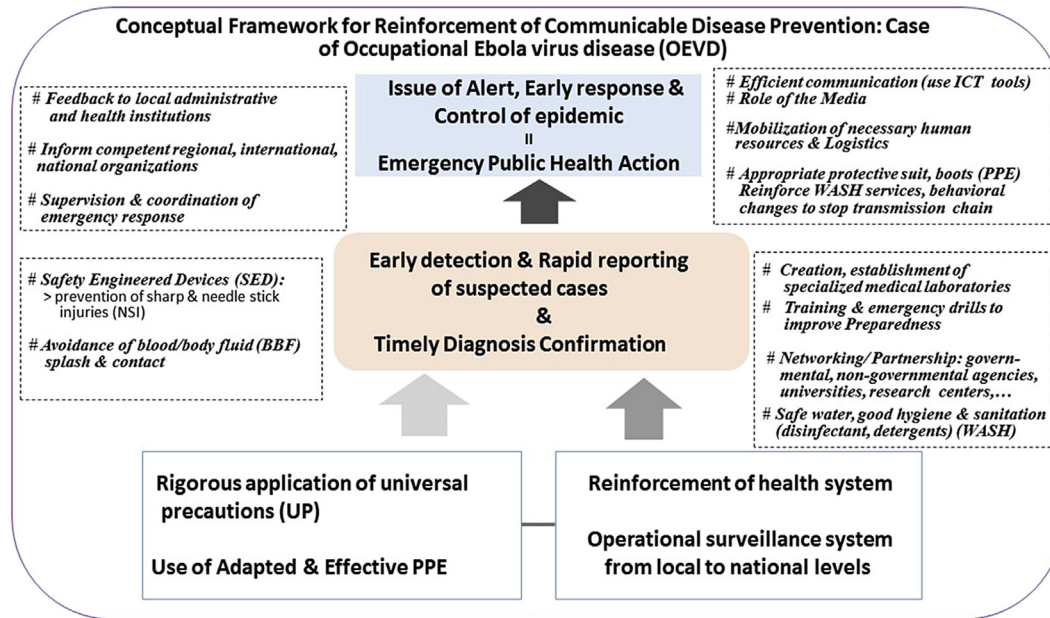 Conceptual Framework for Reinforcement of Communicable Disease Prevention: Case
of Occupational Ebola virus disease (OEVD)
# Feedback to local administrative
and health institutions
# Inform competent regional, international,
national organizations
# Supervision & coordination of
emergency response
Issue of Alert, Early response &
Control of epidemic
=
Emergency Public Health Action
# Efficient communication (use ICT tools)
# Role of the Media
#Mobilization of necessary human
resources & Logistics
# Appropriate protective suit, boots (PPE)
Reinforce WASH services, behavioral
changes to stop transmission chain
# Safety Engineered Devices (SED):
> prevention of sharp & needle stick
injuries (NSI)
# Avoidance of blood/body fluid (BBF)
splash & contact
Early detection & Rapid reporting
of suspected cases
&
Timely Diagnosis Confirmation
# Creation, establishment of
specialized medical laboratories
# Training & emergency drills to
improve Preparedness
# Networking/ Partnership: govern-
mental, non-governmental agencies,
universities, research centers,...
# Safe water, good hygiene & sanitation
(disinfectant, detergents) (WASH)
Rigorous application of universal
precautions (UP)
Use of Adapted & Effective PPE
Reinforcement of health system
Operational surveillance system
from local to national levels